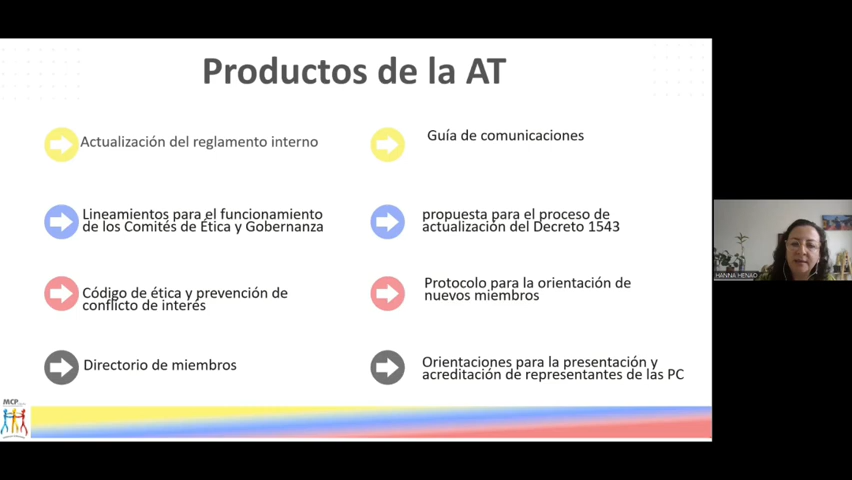 Productos de la AT
Actualización del reglamento interno
Lineamientos para el funcionamiento
de los Comités de Ética y Gobernanza
Código de ética y prevención de
conflicto de interés
Directorio de miembros
Guía de comunicaciones
propuesta para el proceso de
actualización del Decreto 1543
Protocolo para la orientación de
nuevos miembros
Orientaciones para la presentación y
acreditación de representantes de las PC
MCP
HANNA HENAO